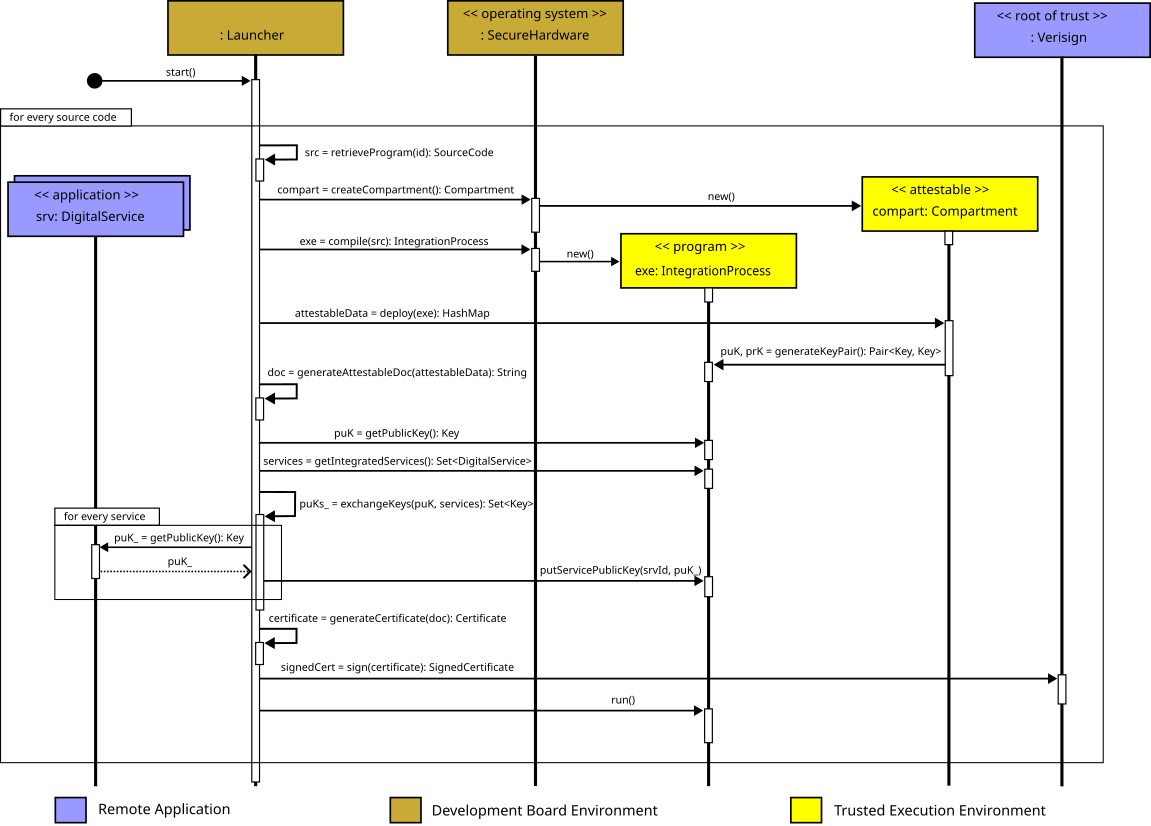 << operating system >>
: SecureHardware
: Launcher
<< root of trust >>
: Verisign
start()
for every source code
src = retrieveProgram(id): SourceCode
<< application >>
srv: DigitalService
compart = createCompartment(): Compartment
new()
<< attestable >>
compart: Compartment
exe = compile(src): IntegrationProcess
new()
<< program >>
exe: IntegrationProcess
attestableData = deploy(exe): HashMap
puK, prK = generateKeyPair(): Pair<Key, Key>
doc = generateAttestableDoc(attestableData): String
puK = getPublicKey(): Key
services = getIntegratedServices(): Set<DigitalService>
puKs_ = exchangeKeys(puK, services): Set<Key>
for every service
puK_ = getPublicKey(): Key
puK_
putServicePublicKey(srvId, puK_)
certificate = generateCertificate(doc): Certificate
signedCert = sign(certificate): SignedCertificate
run()
Remote Application
Development Board Environment
Trusted Execution Environment